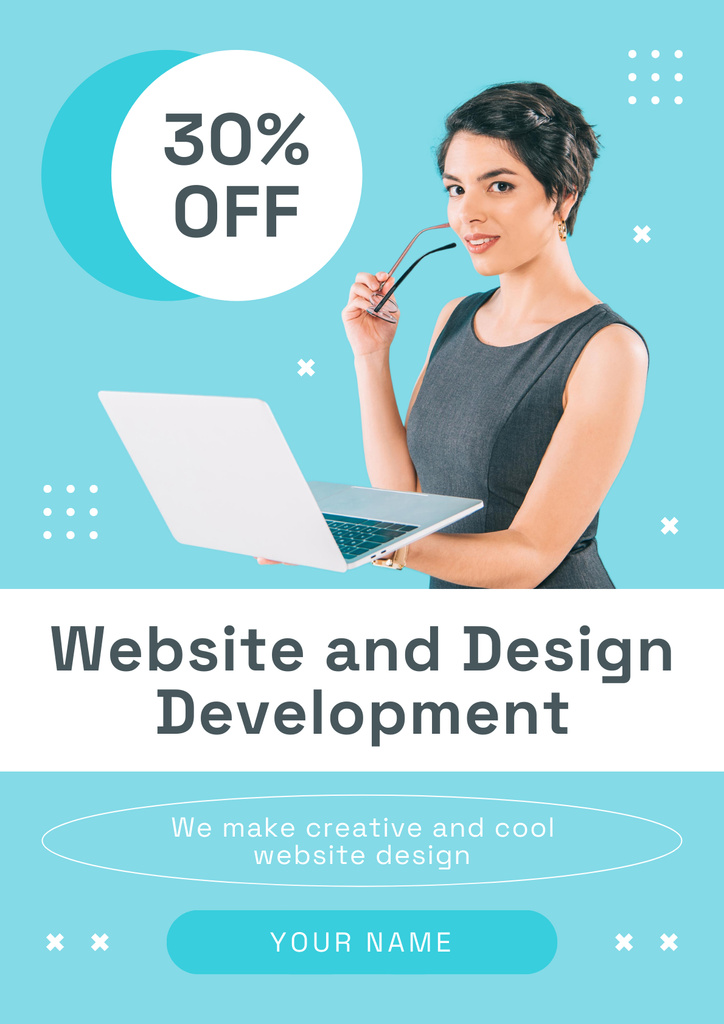 30%
OFF
Website and Design
Development
We make creative and cool
website design
YOUR NAME